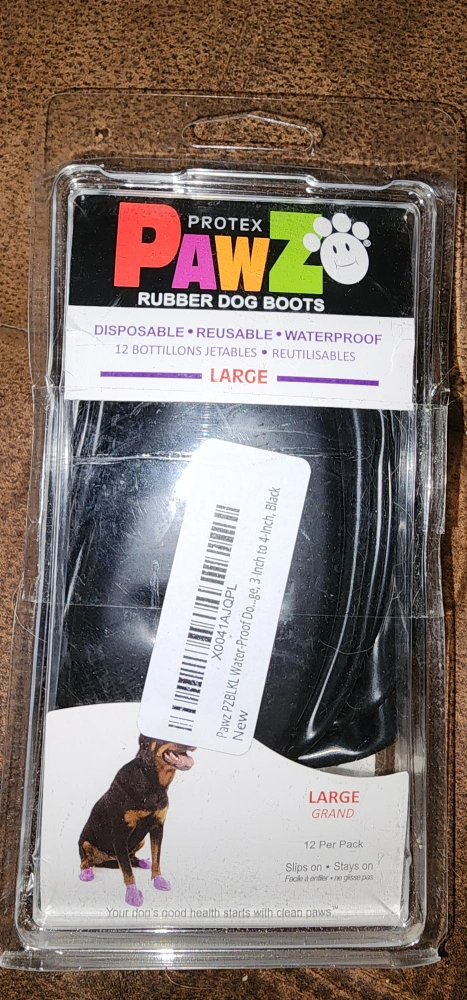 PROTEX
PAWZ
RUBBER DOG BOOTS
DISPOSABLE • REUSABLE • WATERPROOF
12 BOTTILLONS JETABLES • REUTILISABLES
LARGE
X0041AJQPL
Pawz PZBLKL Water-Proof Do...ge, 3 Inch to 4-Inch, Black
New
LARGE
GRAND
12 Per Pack
Slips on • Stays on
Facile à enfiler • ne glisse pas
Your dog's good health starts with clean paws.™